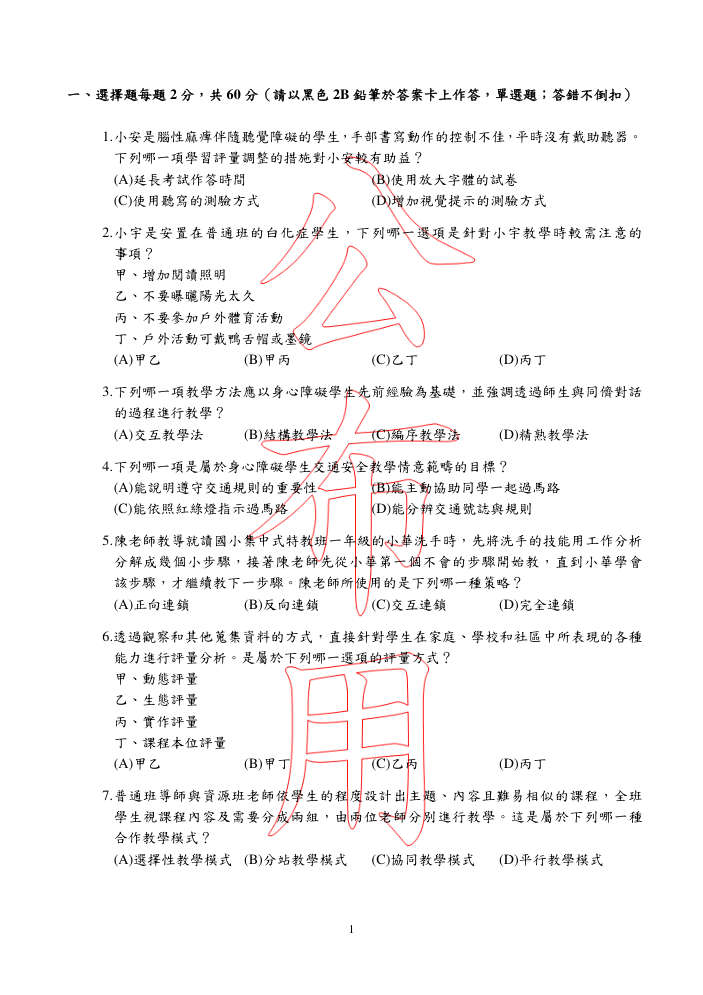 一、選擇題每題 2 分，共 60 分（請以黑色 2B 鉛筆於答案卡上作答，單選題；答錯不倒扣）
1.小安是腦性麻痺伴隨聽覺障礙的學生，手部書寫動作的控制不佳，平時沒有戴助聽器。
下列哪一項學習評量調整的措施對小安較有助益？
(A)延長考試作答時間 (B)使用放大字體的試卷
(C)使用聽寫的測驗方式 (D)增加視覺提示的測驗方式
2.小宇是安置在普通班的白化症學生，下列哪一選項是針對小宇教學時較需注意的
事項？
甲、增加閱讀照明
乙、不要曝曬陽光太久
丙、不要參加戶外體育活動
丁、戶外活動可戴鴨舌帽或墨鏡
(A)甲乙 (B)甲丙 (C)乙丁 (D)丙丁
3.下列哪一項教學方法應以身心障礙學生先前經驗為基礎，並強調透過師生與同儕對話
的過程進行教學？
(A)交互教學法 (B)結構教學法 (C)編序教學法 (D)精熟教學法
4.下列哪一項是屬於身心障礙學生交通安全教學情意範疇的目標？
(A)能說明遵守交通規則的重要性 (B)能主動協助同學一起過馬路
(C)能依照紅綠燈指示過馬路 (D)能分辨交通號誌與規則
5.陳老師教導就讀國小集中式特教班一年級的小華洗手時，先將洗手的技能用工作分析
分解成幾個小步驟，接著陳老師先從小華第一個不會的步驟開始教，直到小華學會
該步驟，才繼續教下一步驟。陳老師所使用的是下列哪一種策略？
(A)正向連鎖 (B)反向連鎖 (C)交互連鎖 (D)完全連鎖
6.透過觀察和其他蒐集資料的方式，直接針對學生在家庭、學校和社區中所表現的各種
能力進行評量分析。是屬於下列哪一選項的評量方式？
甲、動態評量
乙、生態評量
丙、實作評量
丁、課程本位評量
(A)甲乙 (B)甲丁 (C)乙丙 (D)丙丁
7.普通班導師與資源班老師依學生的程度設計出主題、內容且難易相似的課程，全班
學生視課程內容及需要分成兩組，由兩位老師分別進行教學。這是屬於下列哪一種
合作教學模式？
(A)選擇性教學模式 (B)分站教學模式 (C)協同教學模式 (D)平行教學模式
1
公布用